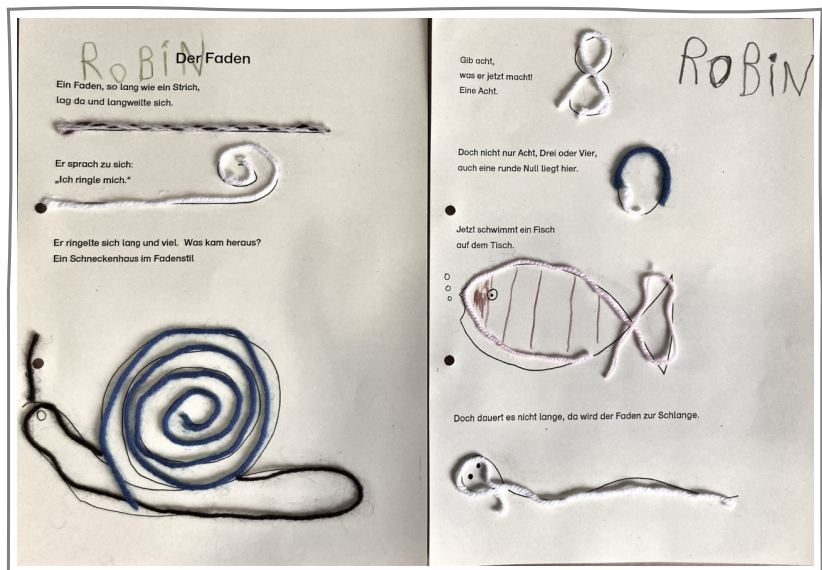 RoBiN
Der Faden
Ein Faden, so lang wie ein Strich,
lag da und langweilte sich.
Er sprach zu sich:
„Ich ringle mich.“
Er ringelte sich lang und viel. Was kam heraus?
Ein Schneckenhaus im Fadenstil
RoBiN
Gib acht,
was er jetzt macht!
Eine Acht.
Doch nicht nur Acht, Drei oder Vier,
auch eine runde Null liegt hier.
Jetzt schwimmt ein Fisch
auf dem Tisch.
Doch dauert es nicht lange, da wird der Faden zur Schlange.